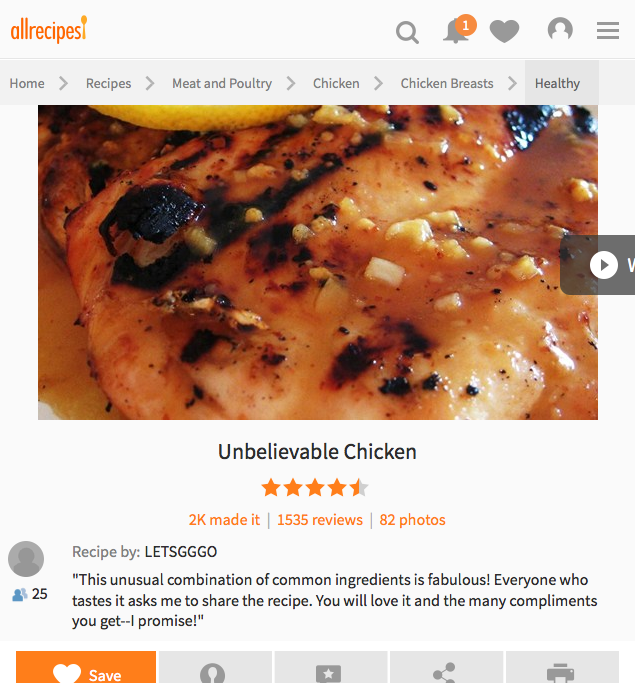 allrecipes
1
Home Recipes Meat and Poultry Chicken Chicken Breasts Healthy
Unbelievable Chicken
2K made it | 1535 reviews | 82 photos
Recipe by: LETSGGGO
25
"This unusual combination of common ingredients is fabulous! Everyone who
tastes it asks me to share the recipe. You will love it and the many compliments
you get--I promise!"
Save